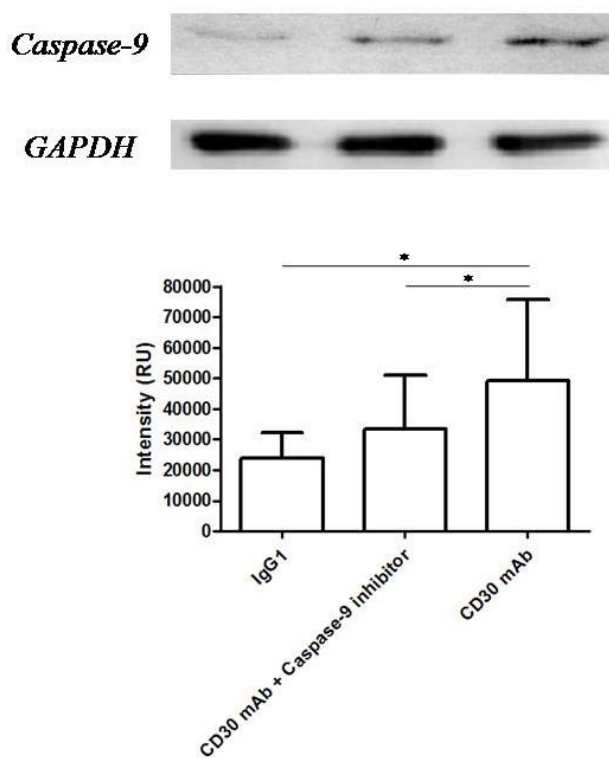 Caspase-9
GAPDH
*
*
80000
70000
60000
50000
40000
30000
20000
10000
0
Intensity (RU)
IgG1
CD30 mAb + Caspase-9 inhibitor
CD30 mAb